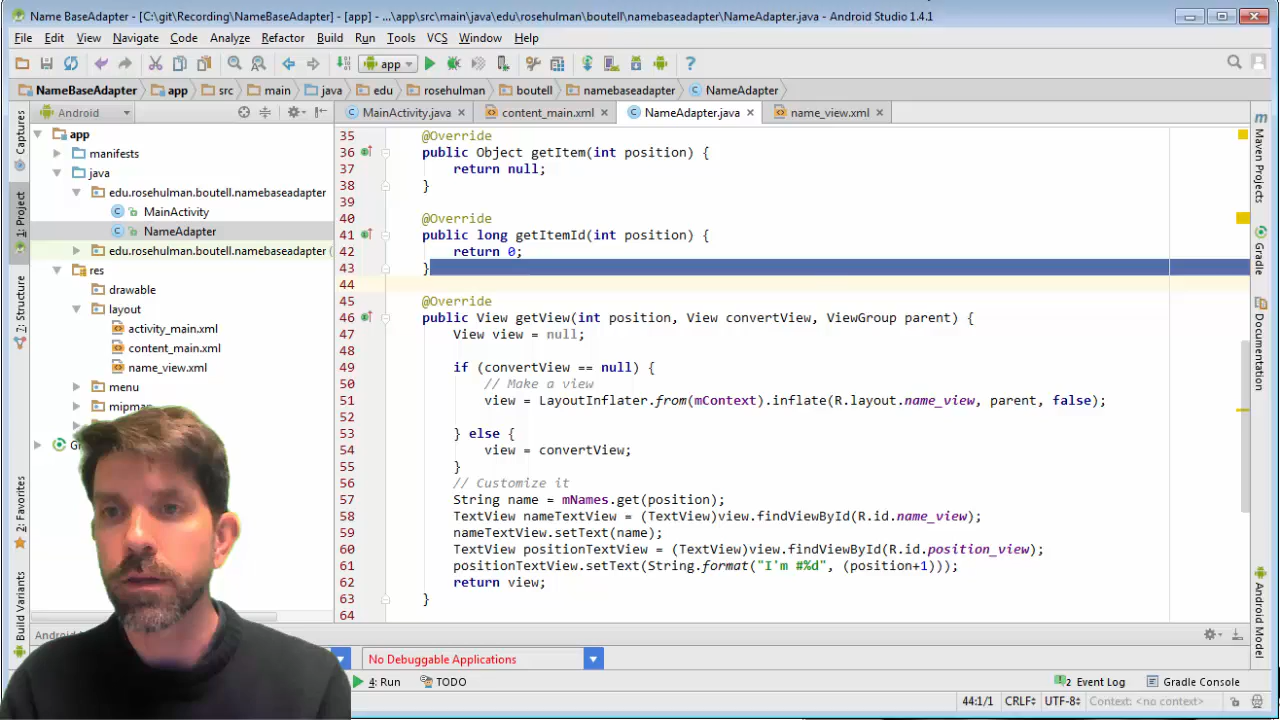 Name BaseAdapter - [C:\git\Recording\NameBaseAdapter] - [app] - ...\app\src\main\java\edu\rosehulman\boutell\namebaseadapter\NameAdapter.java - Android Studio 1.4.1
File Edit View Navigate Code Analyze Refactor Build Run Tools VCS Window Help
app
NameBaseAdapter app src main java edu rosehulman boutell namebaseadapter NameAdapter
Android
MainActivity.java content_main.xml NameAdapter.java name_view.xml
Captures
1: Project
7: Structure
2: Favorites
Build Variants
app
manifests
java
edu.rosehulman.boutell.namebaseadapter
MainActivity
NameAdapter
edu.rosehulman.boutell.namebaseadapter (
res
drawable
layout
activity_main.xml
content_main.xml
name_view.xml
menu
35 @Override
36 public Object getItem(int position) {
37 return null;
38 }
39
40 @Override
41 public long getItemId(int position) {
42 return 0;
43 }
44
45 @Override
46 public View getView(int position, View convertView, ViewGroup parent) {
47 View view = null;
48
49 if (convertView == null) {
50 // Make a view
51 view = LayoutInflater.from(mContext).inflate(R.layout.name_view, parent, false);
53 } else {
54 view = convertView;
55 }
56 // Customize it
57 String name = mNames.get(position);
58 TextView nameTextView = (TextView)view.findViewById(R.id.name_view);
59 nameTextView.setText(name);
60 TextView positionTextView = (TextView)view.findViewById(R.id.position_view);
61 positionTextView.setText(String.format("I'm #%d", (position+1)));
62 return view;
63 }
64
Maven Projects
Gradle
Documentation
Android Model
No Debuggable Applications
4: Run TODO
2 Event Log Gradle Console
44:1/1 CRLF UTF-8 Context: <no context>